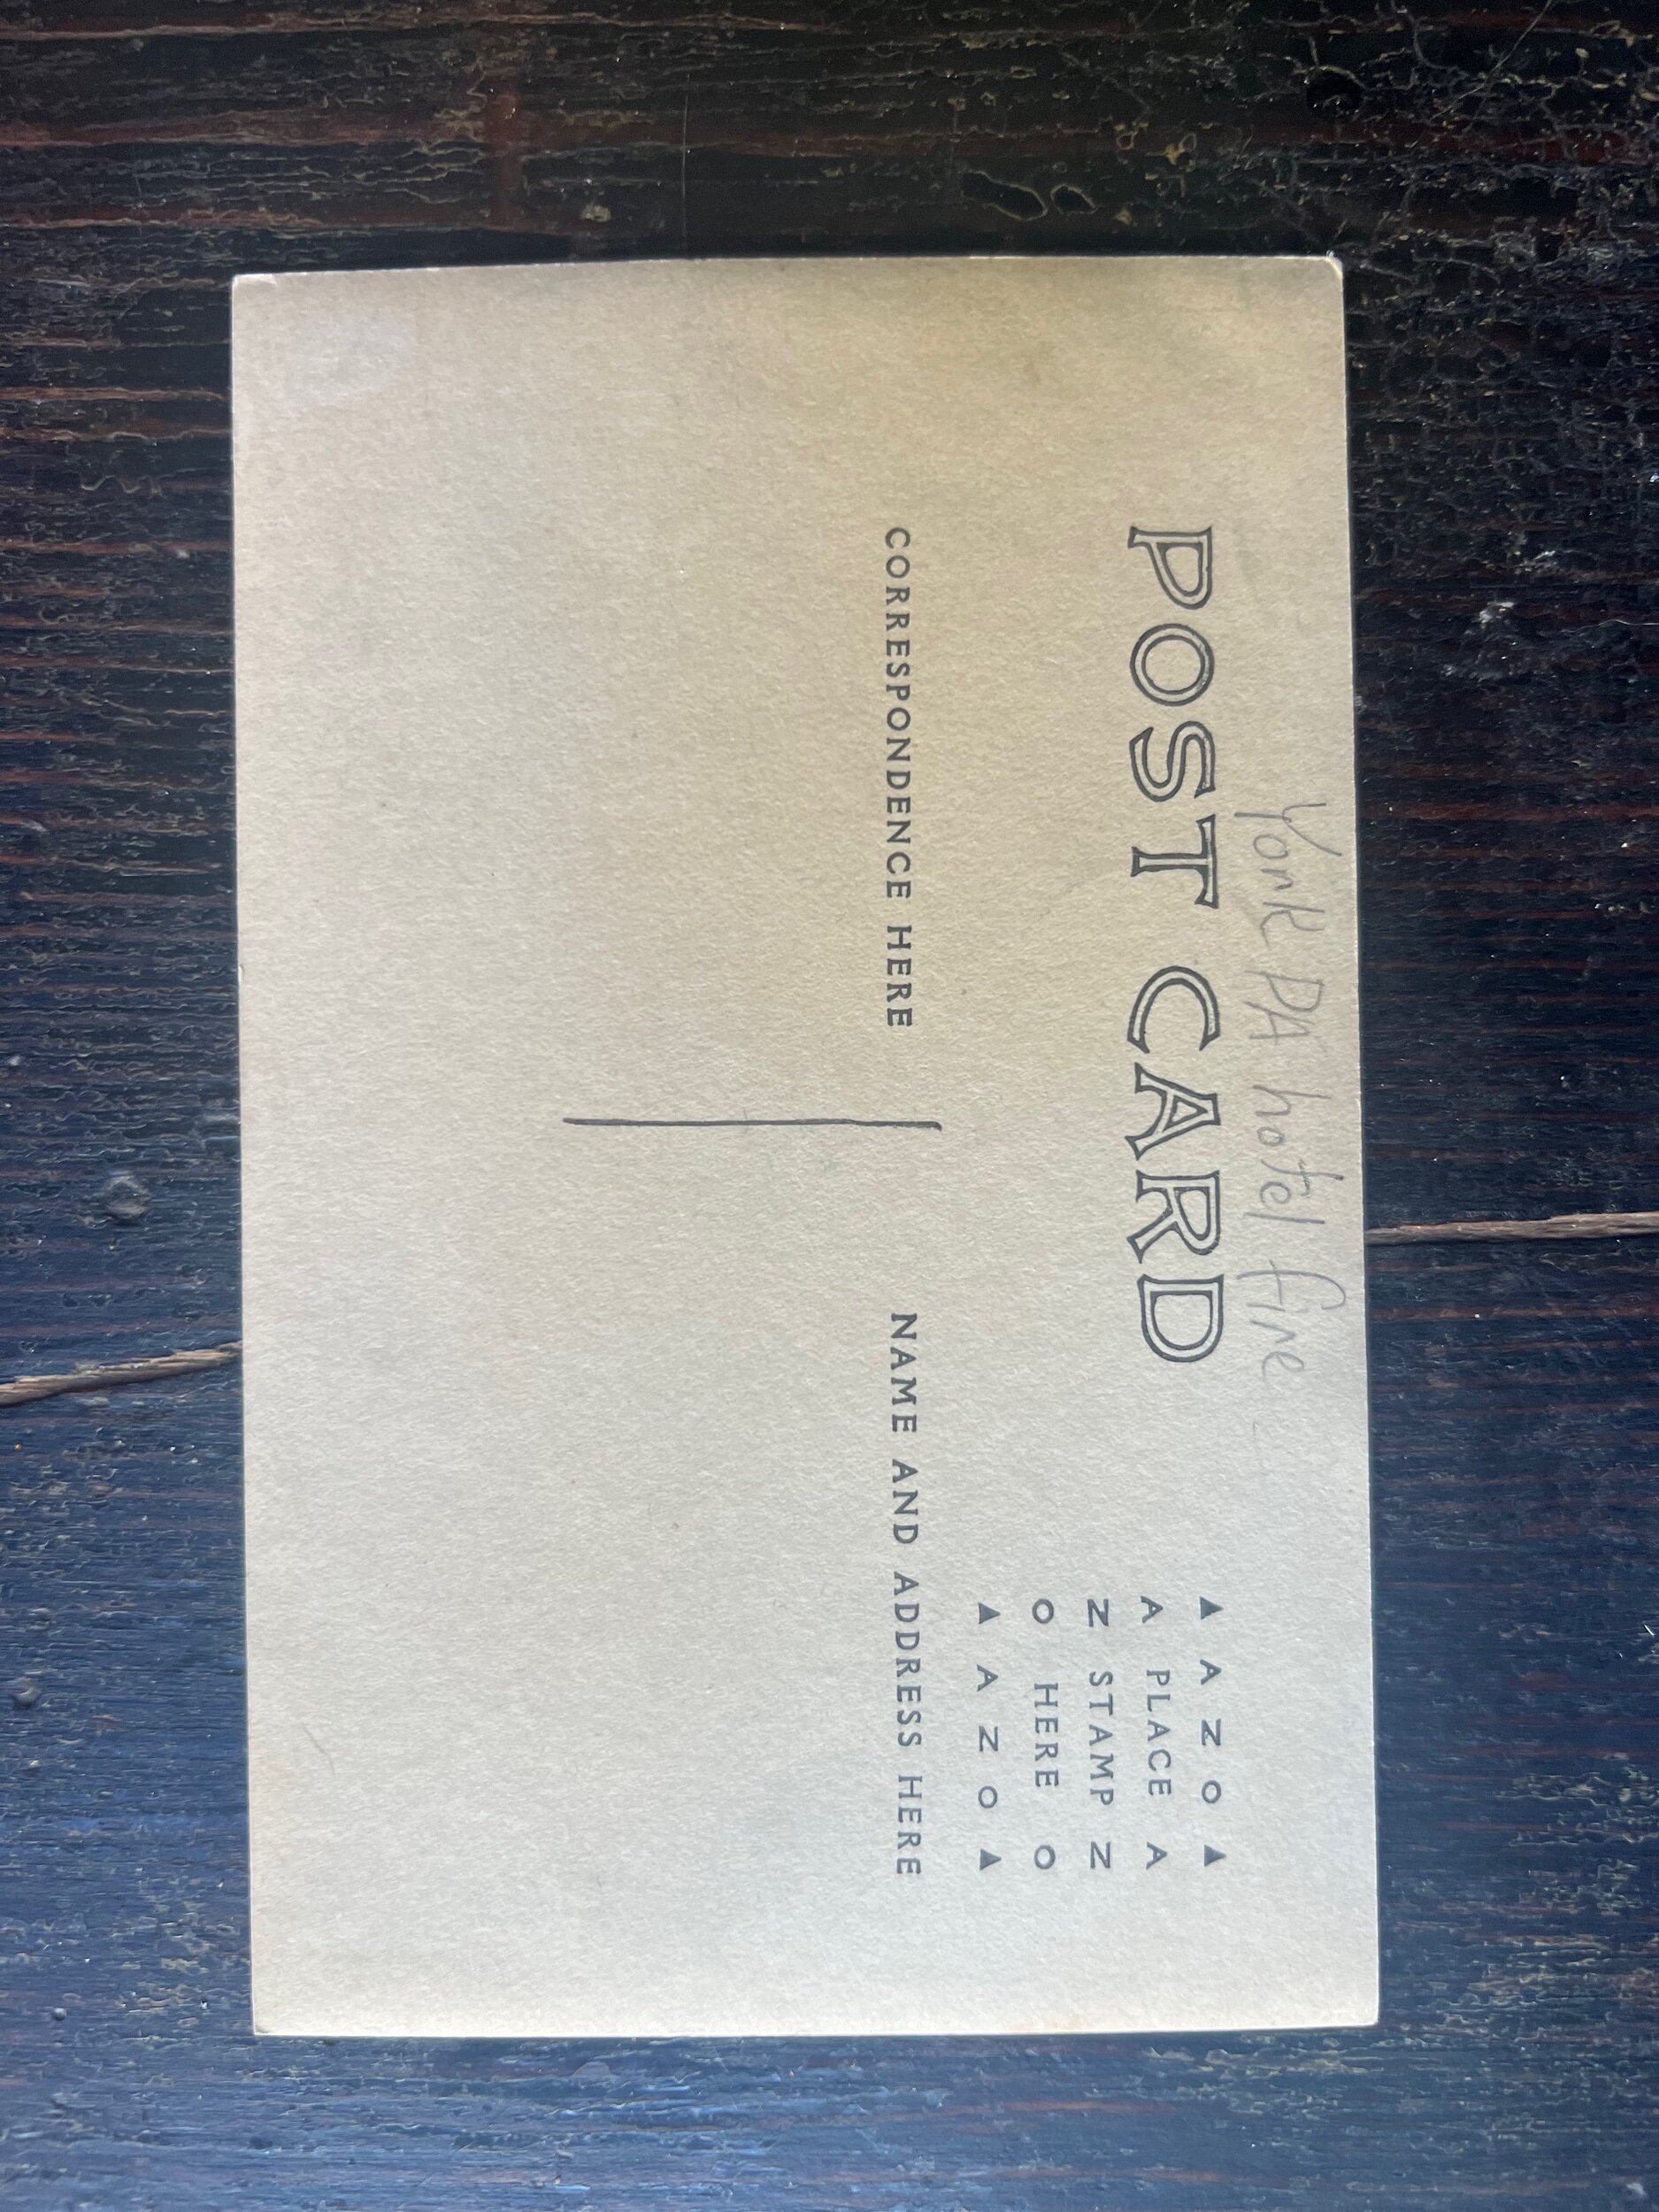 York PA hotel fire
POST CARD
▲ A Z O ▲
A PLACE A
Z STAMP Z
O HERE O
▲ A Z O ▲
CORRESPONDENCE HERE
NAME AND ADDRESS HERE